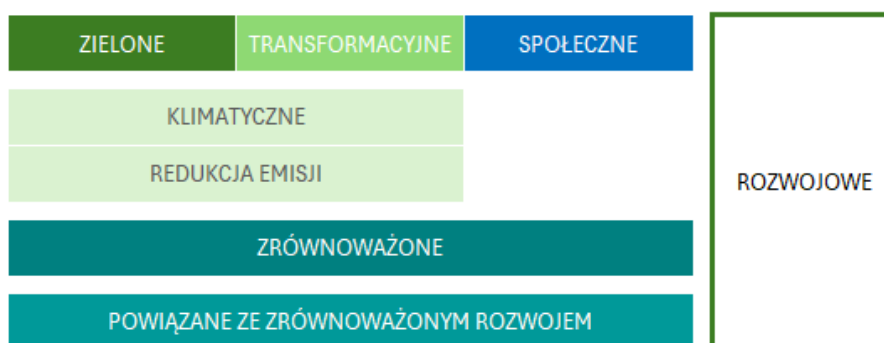 ZIELONE
TRANSFORMACYJNE
SPOŁECZNE
KLIMATYCZNE
REDUKCJA EMISJI
ROZWOJOWE
ZRÓWNOWAŻONE
POWIĄZANE ZE ZRÓWNOWAŻONYM ROZWOJEM